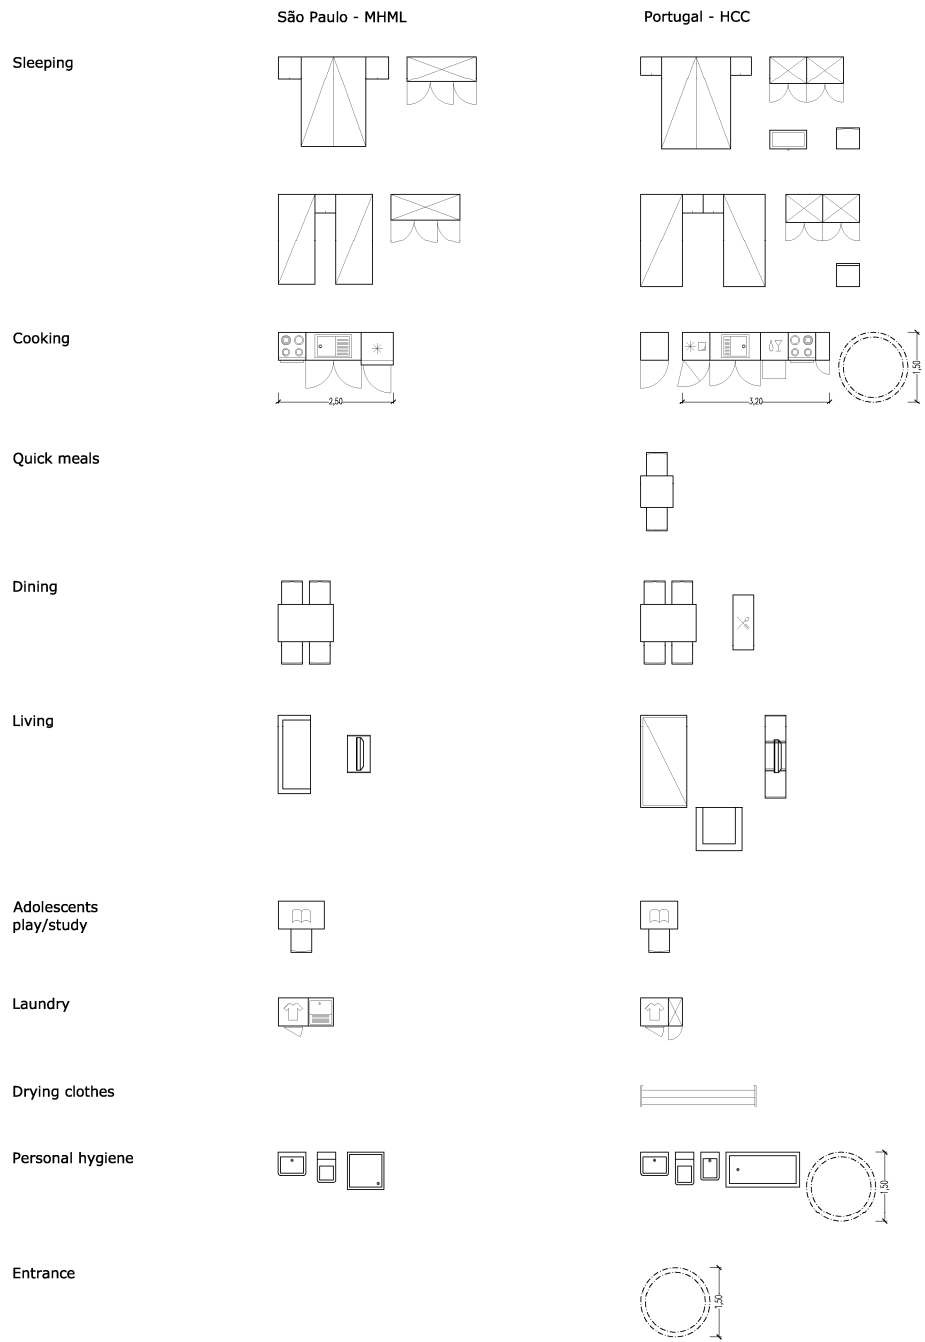 São Paulo - MHML
Portugal - HCC
Sleeping
Cooking
2,50
3,20
1,50
Quick meals
Dining
Living
Adolescents
play/study
Laundry
Drying clothes
Personal hygiene
1,50
Entrance
1,50